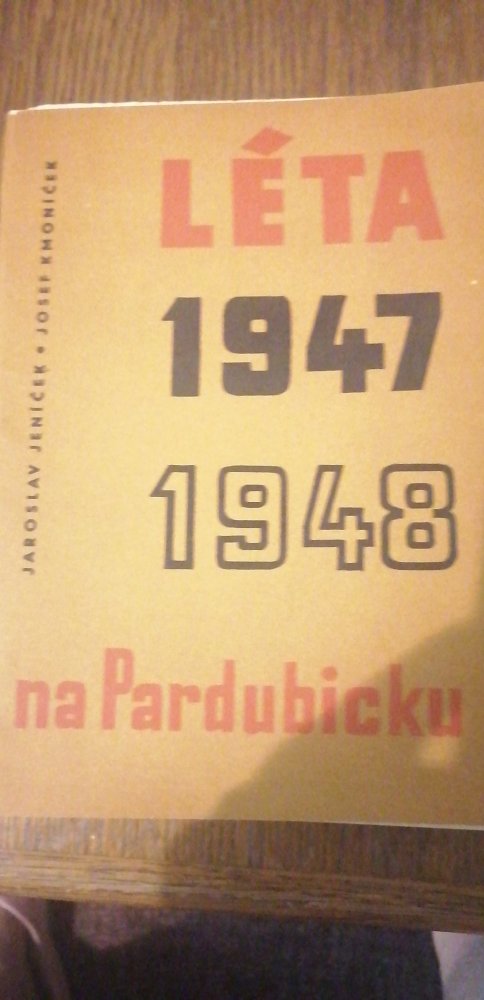 LÉTA
1947
1948
na Pardubicku
JAROSLAV JENÍČEK • JOSEF KMONÍČEK